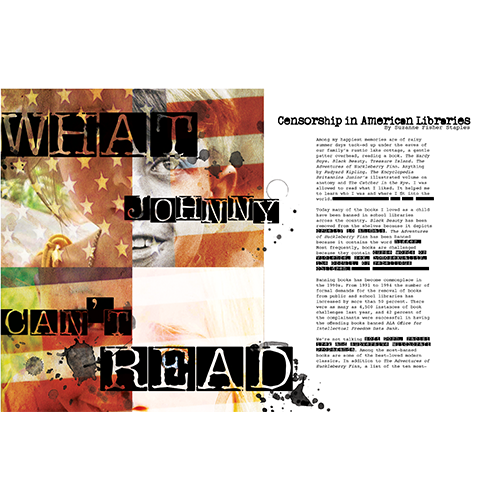 WHAT
JOHNNY
CAN'T
READ
Censorship in American Libraries
By Suzanne Fisher Staples
Among my happiest memories are of rainy
summer days tucked up under the eaves of
our family's rustic lake cottage, a gentle
patter overhead, reading a book. The Hardy
Boys. Black Beauty. Treasure Island. The
Adventures of Huckleberry Finn. Anything
by Rudyard Kipling. The Encyclopedia
Britannica Junior's illustrated volume on
anatomy and The Catcher in the Rye. I was
allowed to read what I liked. It helped me
to learn who I was and where I fit into the
world.
Today many of the books I loved as a child
have been banned in school libraries
across the country. Black Beauty has been
removed from the shelves because it depicts
cruelty to animals. The Adventures
of Huckleberry Finn has been banned
because it contains the word
Most frequently, books are challenged
because they contain
Banning books has become commonplace in
the 1990s. From 1991 to 1994 the number of
formal demands for the removal of books
from public and school libraries has
increased by more than 50 percent. There
were as many as 4,500 instances of book
challenges last year, and 42 percent of
the complainants were successful in having
the offending books banned ALA Office for
Intellectual Freedom Data Bank.
We're not talking
Among the most-banned
books are some of the best-loved modern
classics. In addition to The Adventures of
Huckleberry Finn, a list of the ten most-